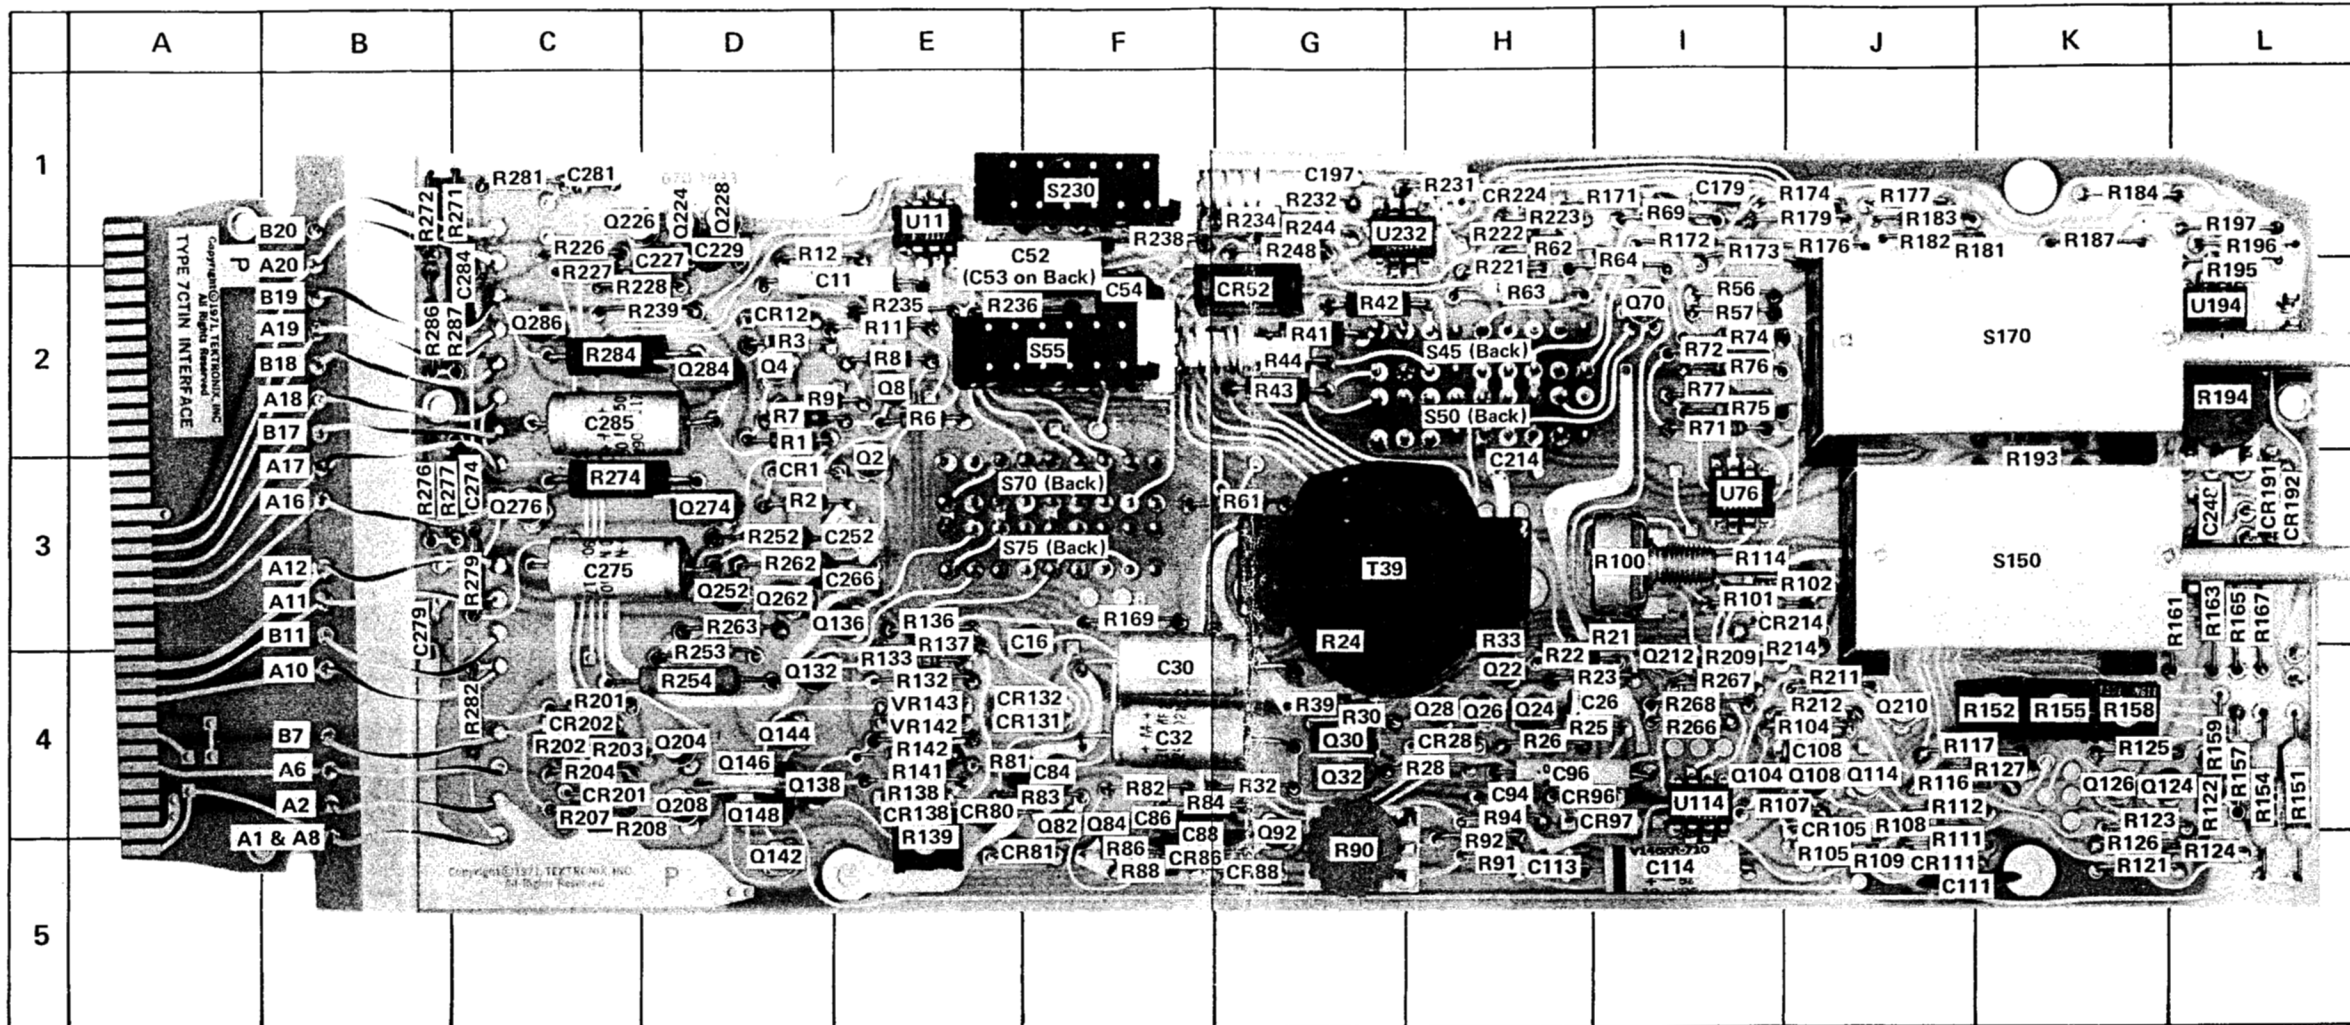 A B C D E F G H I J K L
1
2
3
4
5
TYPE 7CT1N INTERFACE
Copyright © 1971, TEKTRONIX, INC
All Rights Reserved
P
B20
A20
B19
A19
B18
A18
B17
A17
A16
A12
A11
B11
A10
B7
A6
A2
A1 & A8
R272 R271
R281 C281
Q226 Q224 Q228
R226 C227 C229 R12
R227 R228 C11
U11 S230
C52
(C53 on Back)
R238 C54
C284 R286 R287
Q286 R239 CR12 R235 R236
R3 R11
R284 Q284 Q4 R8 S55
Q8
R9
C285 R7 R6
R1
R276 R277 C274
R274 CR1 Q2 S70 (Back)
Q276 Q274 R2
R252 C252 S75 (Back)
C275 R262 C266
R279 Q252 Q262
C279 R263 Q136 R136 R169
R253 R137 C16
R254 Q132 R133 C30
R282 R201 R132
CR202 VR143 CR132
VR142 CR131
R202 R203 Q204 Q144 R142 C32
R204 Q146 R141 R81 C84
CR201 Q208 Q138 R138 R83 R82 R84
R207 R208 Q148 CR138 CR80
R139 Q82 Q84 C86 C88
Q142 CR81 R86 CR86
R88 CR88
Copyright © 1971, TEKTRONIX, INC.
All Rights Reserved
P
C197 R231 CR224 R171 C179 R174 R177 R184
R232
R234 U232 R223 R69 R179 R183 R197
R244 R222
R248 R62 R172 R173 R176 R182 R181 R187 R196
R221 R64 R195
CR52 R42 R63 Q70 R56 U194
R57
R41 R74 S170
R44 S45 (Back) R72
R76
R43 R77 R194
S50 (Back) R75
R71
C214 R193
R61 U76 C248 CR191 CR192
T39 R100 R114 S150
R102
R101
CR214 R161 R163 R165 R167
R24 R33 R21 R214
Q22 R22 Q212 R209
R23 R267 R211
R39 R30 Q28 Q26 Q24 C26 R268 R212 Q210 R152 R155 R158
R25 R266 R104
Q30 CR28 R26 C108 R117 R125 R159
Q32 R28 C96 Q104 Q108 Q114 R116 R127 R157
R32 C94 CR96 U114 R107 R112 Q126 Q124 R122 R154 R151
R94 CR97 R123
Q92 R92 CR105 R108 R111 R126
R90 R91 C113 C114 R105 R109 CR111 R121 R124
C111